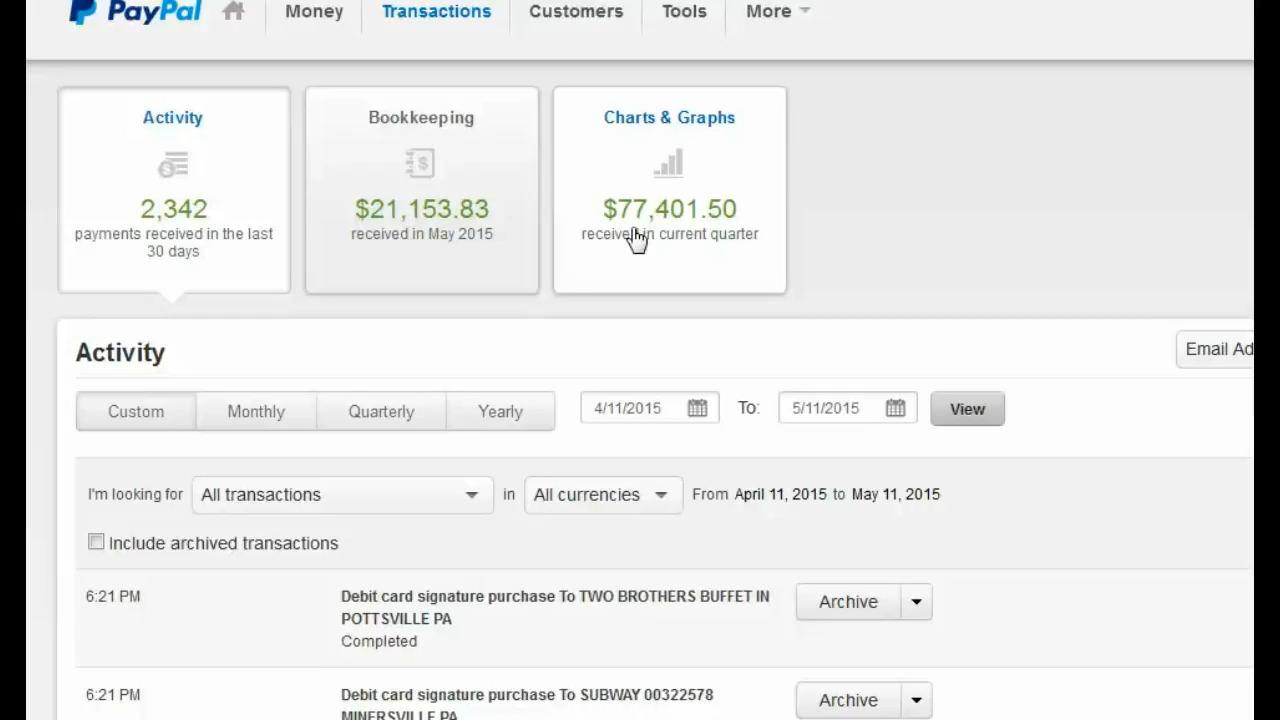 PayPal Money Transactions Customers Tools More
Activity
2,342
payments received in the last
30 days
Bookkeeping
$21,153.83
received in May 2015
Charts & Graphs
$77,401.50
received in current quarter
Activity
Email Ad
Custom Monthly Quarterly Yearly 4/11/2015 To: 5/11/2015 View
I'm looking for All transactions in All currencies From April 11, 2015 to May 11, 2015
Include archived transactions
6:21 PM Debit card signature purchase To TWO BROTHERS BUFFET IN Archive
POTTSVILLE PA
Completed
6:21 PM Debit card signature purchase To SUBWAY 00322578 Archive
MINERSVILLE PA